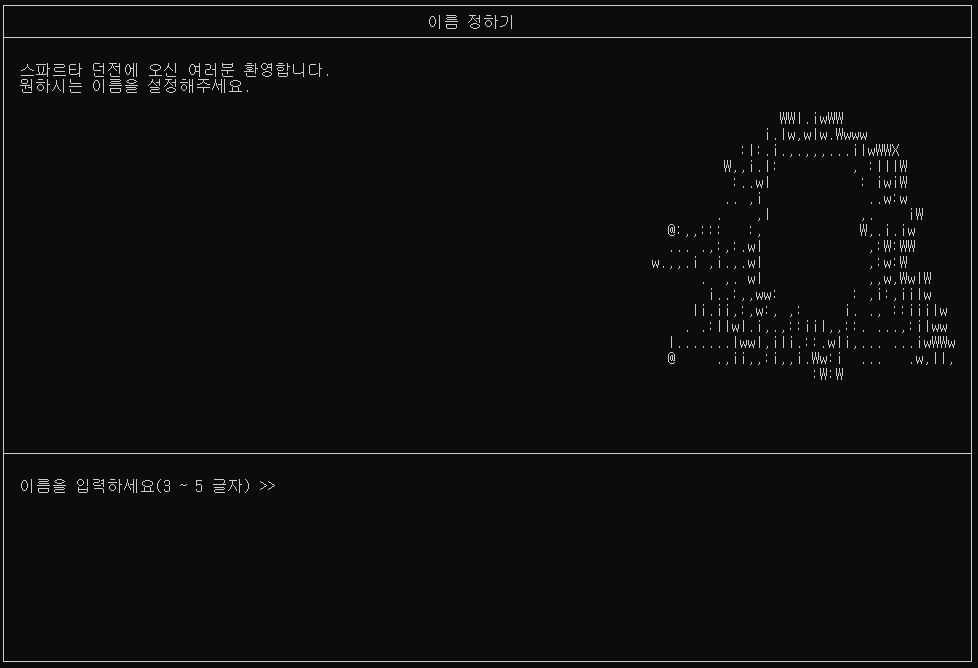 이름 정하기
스파르타 던전에 오신 여러분 환영합니다.
원하시는 이름을 설정해주세요.
이름을 입력하세요(3 ~ 5 글자) >>